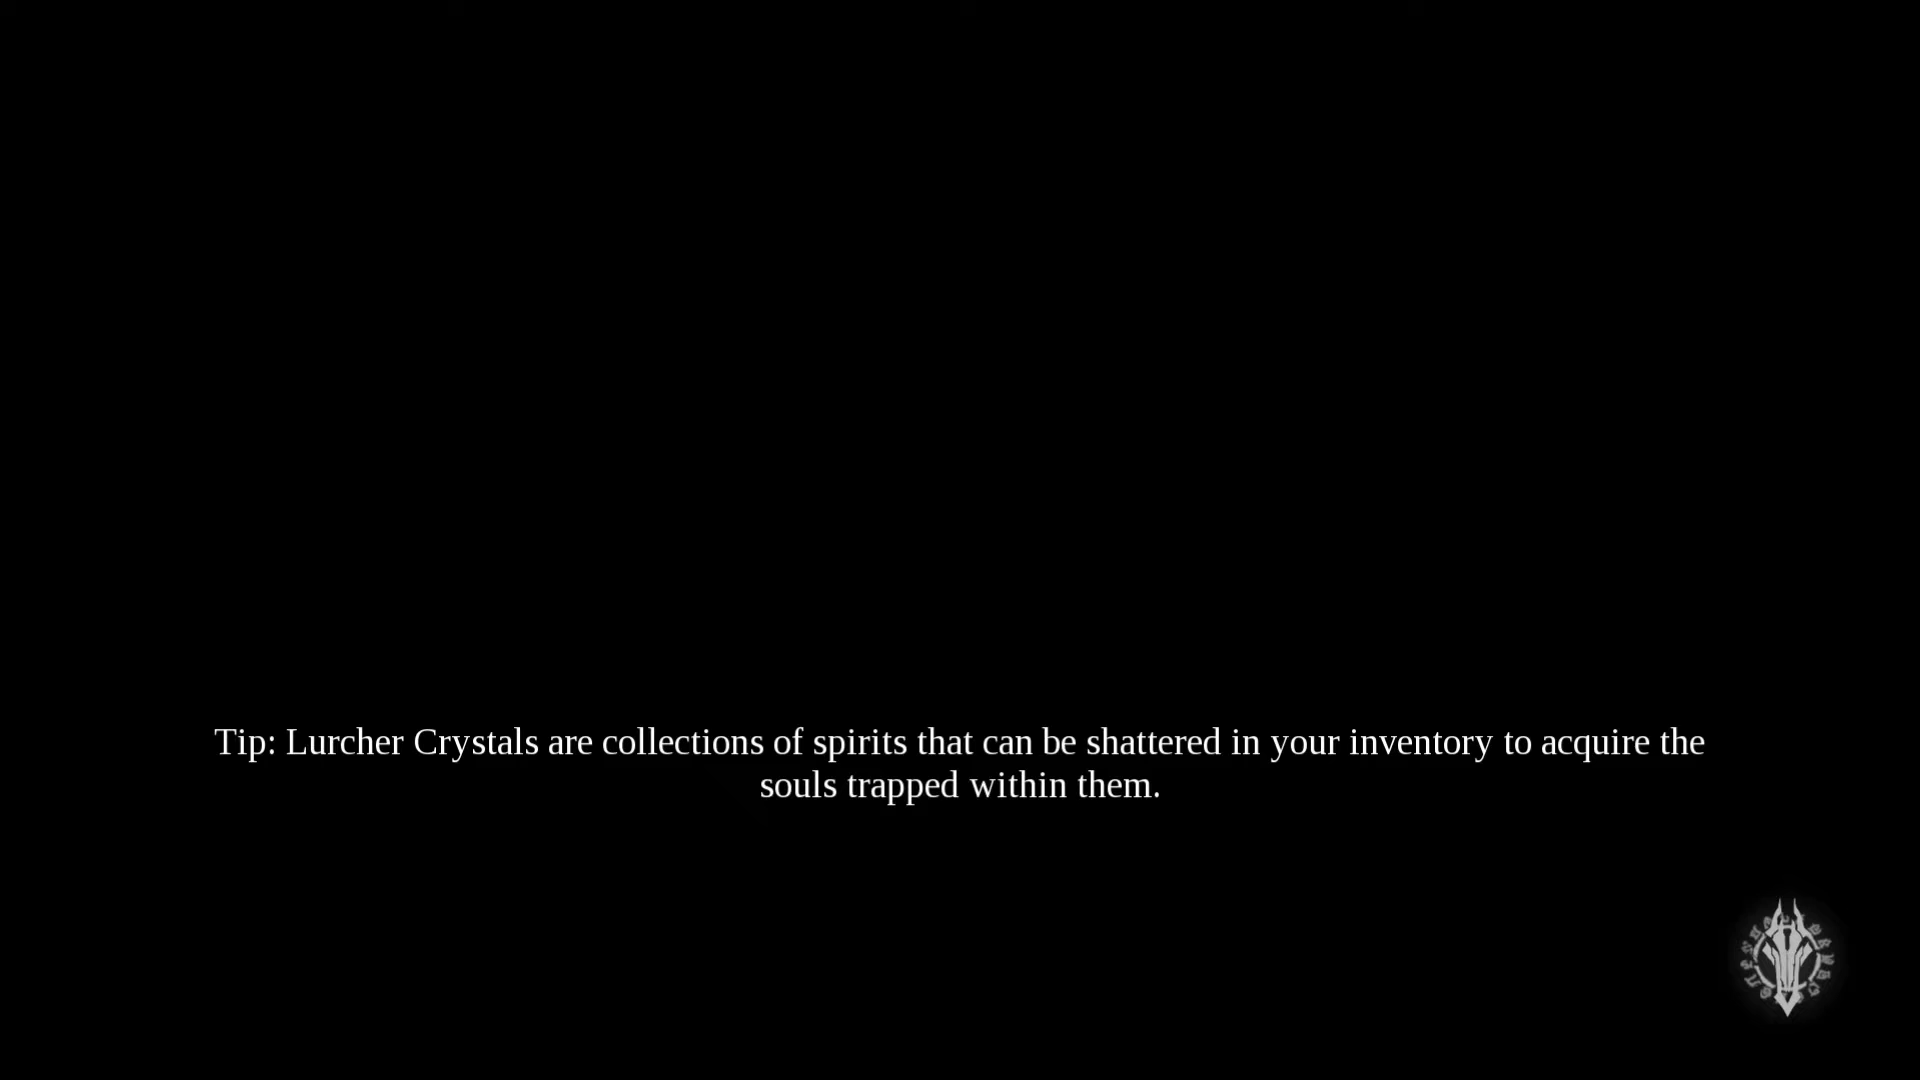 Tip: Lurcher Crystals are collections of spirits that can be shattered in your inventory to acquire the
souls trapped within them.